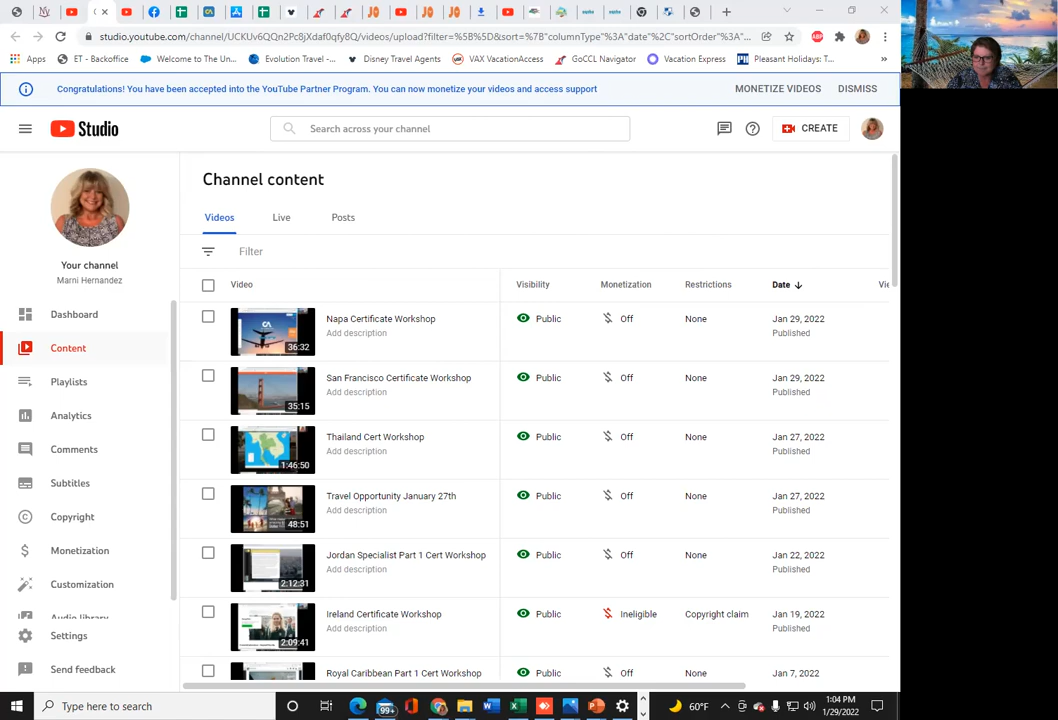 studio.youtube.com/channel/UCKUv6QQn2Pc8jXdaf0qfy8Q/videos/upload?filter=%5B%5D&sort=%7B"columnType"%3A"date"%2C"sortOrder"%3A"...
Apps ET - Backoffice Welcome to The Un... Evolution Travel -... Disney Travel Agents VAX VacationAccess GoCCL Navigator Vacation Express Pleasant Holidays: T... »
Congratulations! You have been accepted into the YouTube Partner Program. You can now monetize your videos and access support
MONETIZE VIDEOS DISMISS
Studio
Search across your channel
CREATE
Channel content
Videos Live Posts
Filter
Your channel
Marni Hernandez
Dashboard
Content
Playlists
Analytics
Comments
Subtitles
Copyright
Monetization
Customization
Audio library
Settings
Send feedback
Video Visibility Monetization Restrictions Date Vie
36:32
Napa Certificate Workshop Public Off None Jan 29, 2022
Add description Published
35:15
San Francisco Certificate Workshop Public Off None Jan 29, 2022
Add description Published
1:46:50
Thailand Cert Workshop Public Off None Jan 27, 2022
Add description Published
48:51
Travel Opportunity January 27th Public Off None Jan 27, 2022
Add description Published
2:12:31
Jordan Specialist Part 1 Cert Workshop Public Off None Jan 22, 2022
Add description Published
2:09:41
Ireland Certificate Workshop Public Ineligible Copyright claim Jan 19, 2022
Add description Published
Royal Caribbean Part 1 Cert Workshop Public Off None Jan 7, 2022
Type here to search
99+
60°F
1:04 PM
1/29/2022